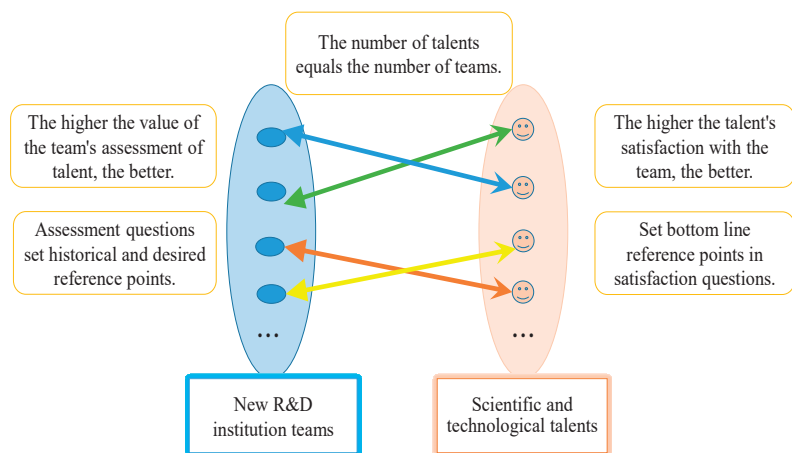 The number of talents
equals the number of teams.
The higher the value of
the team's assessment of
talent, the better.
The higher the talent's
satisfaction with the
team, the better.
Assessment questions
set historical and desired
reference points.
Set bottom line
reference points in
satisfaction questions.
...
...
New R&D
institution teams
Scientific and
technological talents